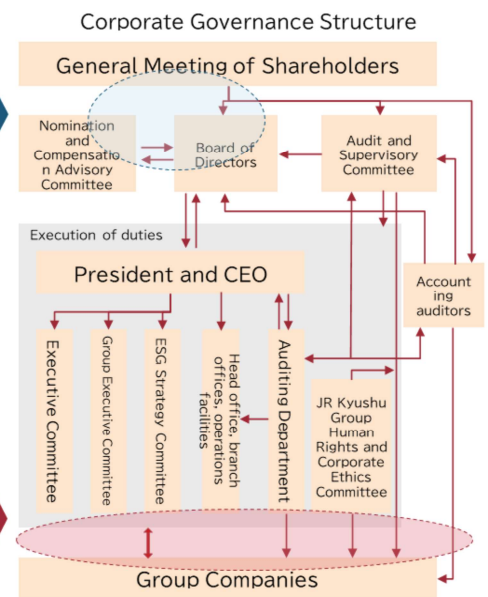 Corporate Governance Structure
General Meeting of Shareholders
Nomination
and
Compensatio
n Advisory
Committee
Board of
Directors
Audit and
Supervisory
Committee
Execution of duties
President and CEO
Account
ing
auditors
Executive Committee
Group Executive Committee
ESG Strategy Committee
Head office, branch
offices, operations
facilities
Auditing Department
JR Kyushu
Group
Human
Rights and
Corporate
Ethics
Committee
Group Companies